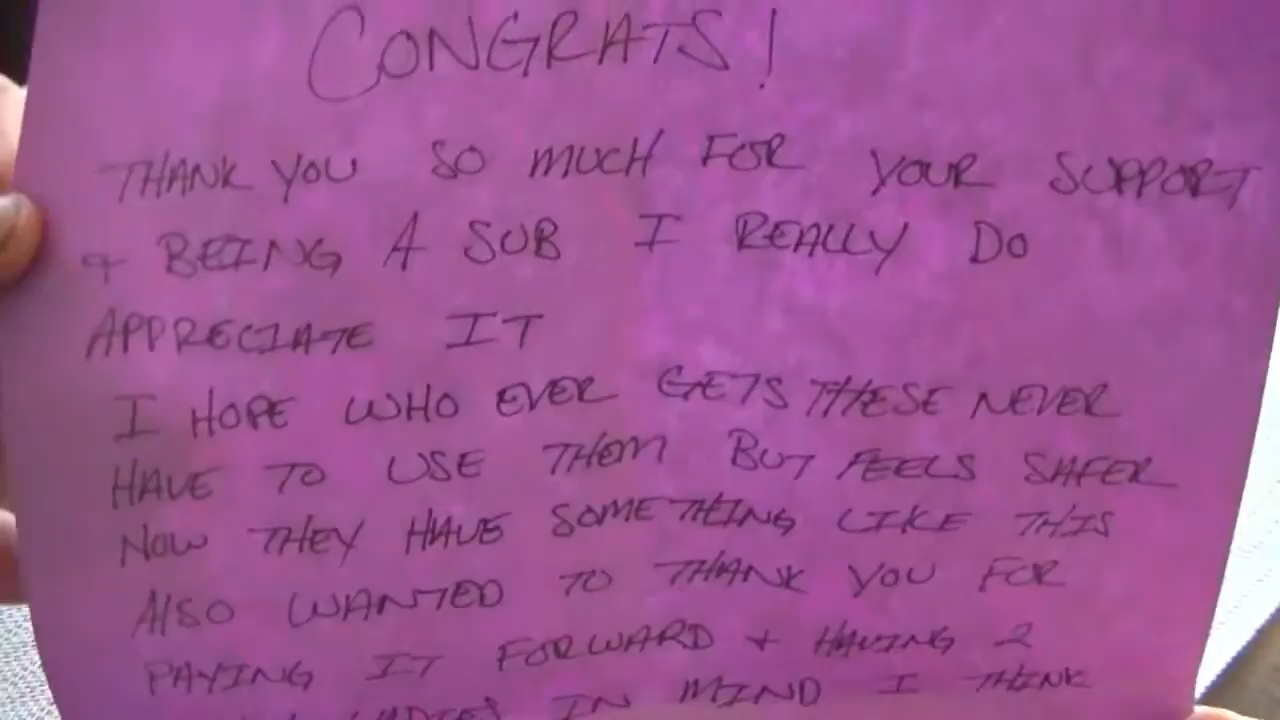 CONGRATS!
THANK YOU SO MUCH FOR YOUR SUPPORT
+ BEING A SUB I REALLY DO
APPRECIATE IT
I HOPE WHO EVER GETS THESE NEVER
HAVE TO USE THEM BUT FEELS SAFER
NOW THEY HAVE SOMETHING LIKE THIS
AlSO WANTED TO THANK YOU FOR
PAYING IT FORWARD + HAVING 2
LADIES IN MIND I THINK